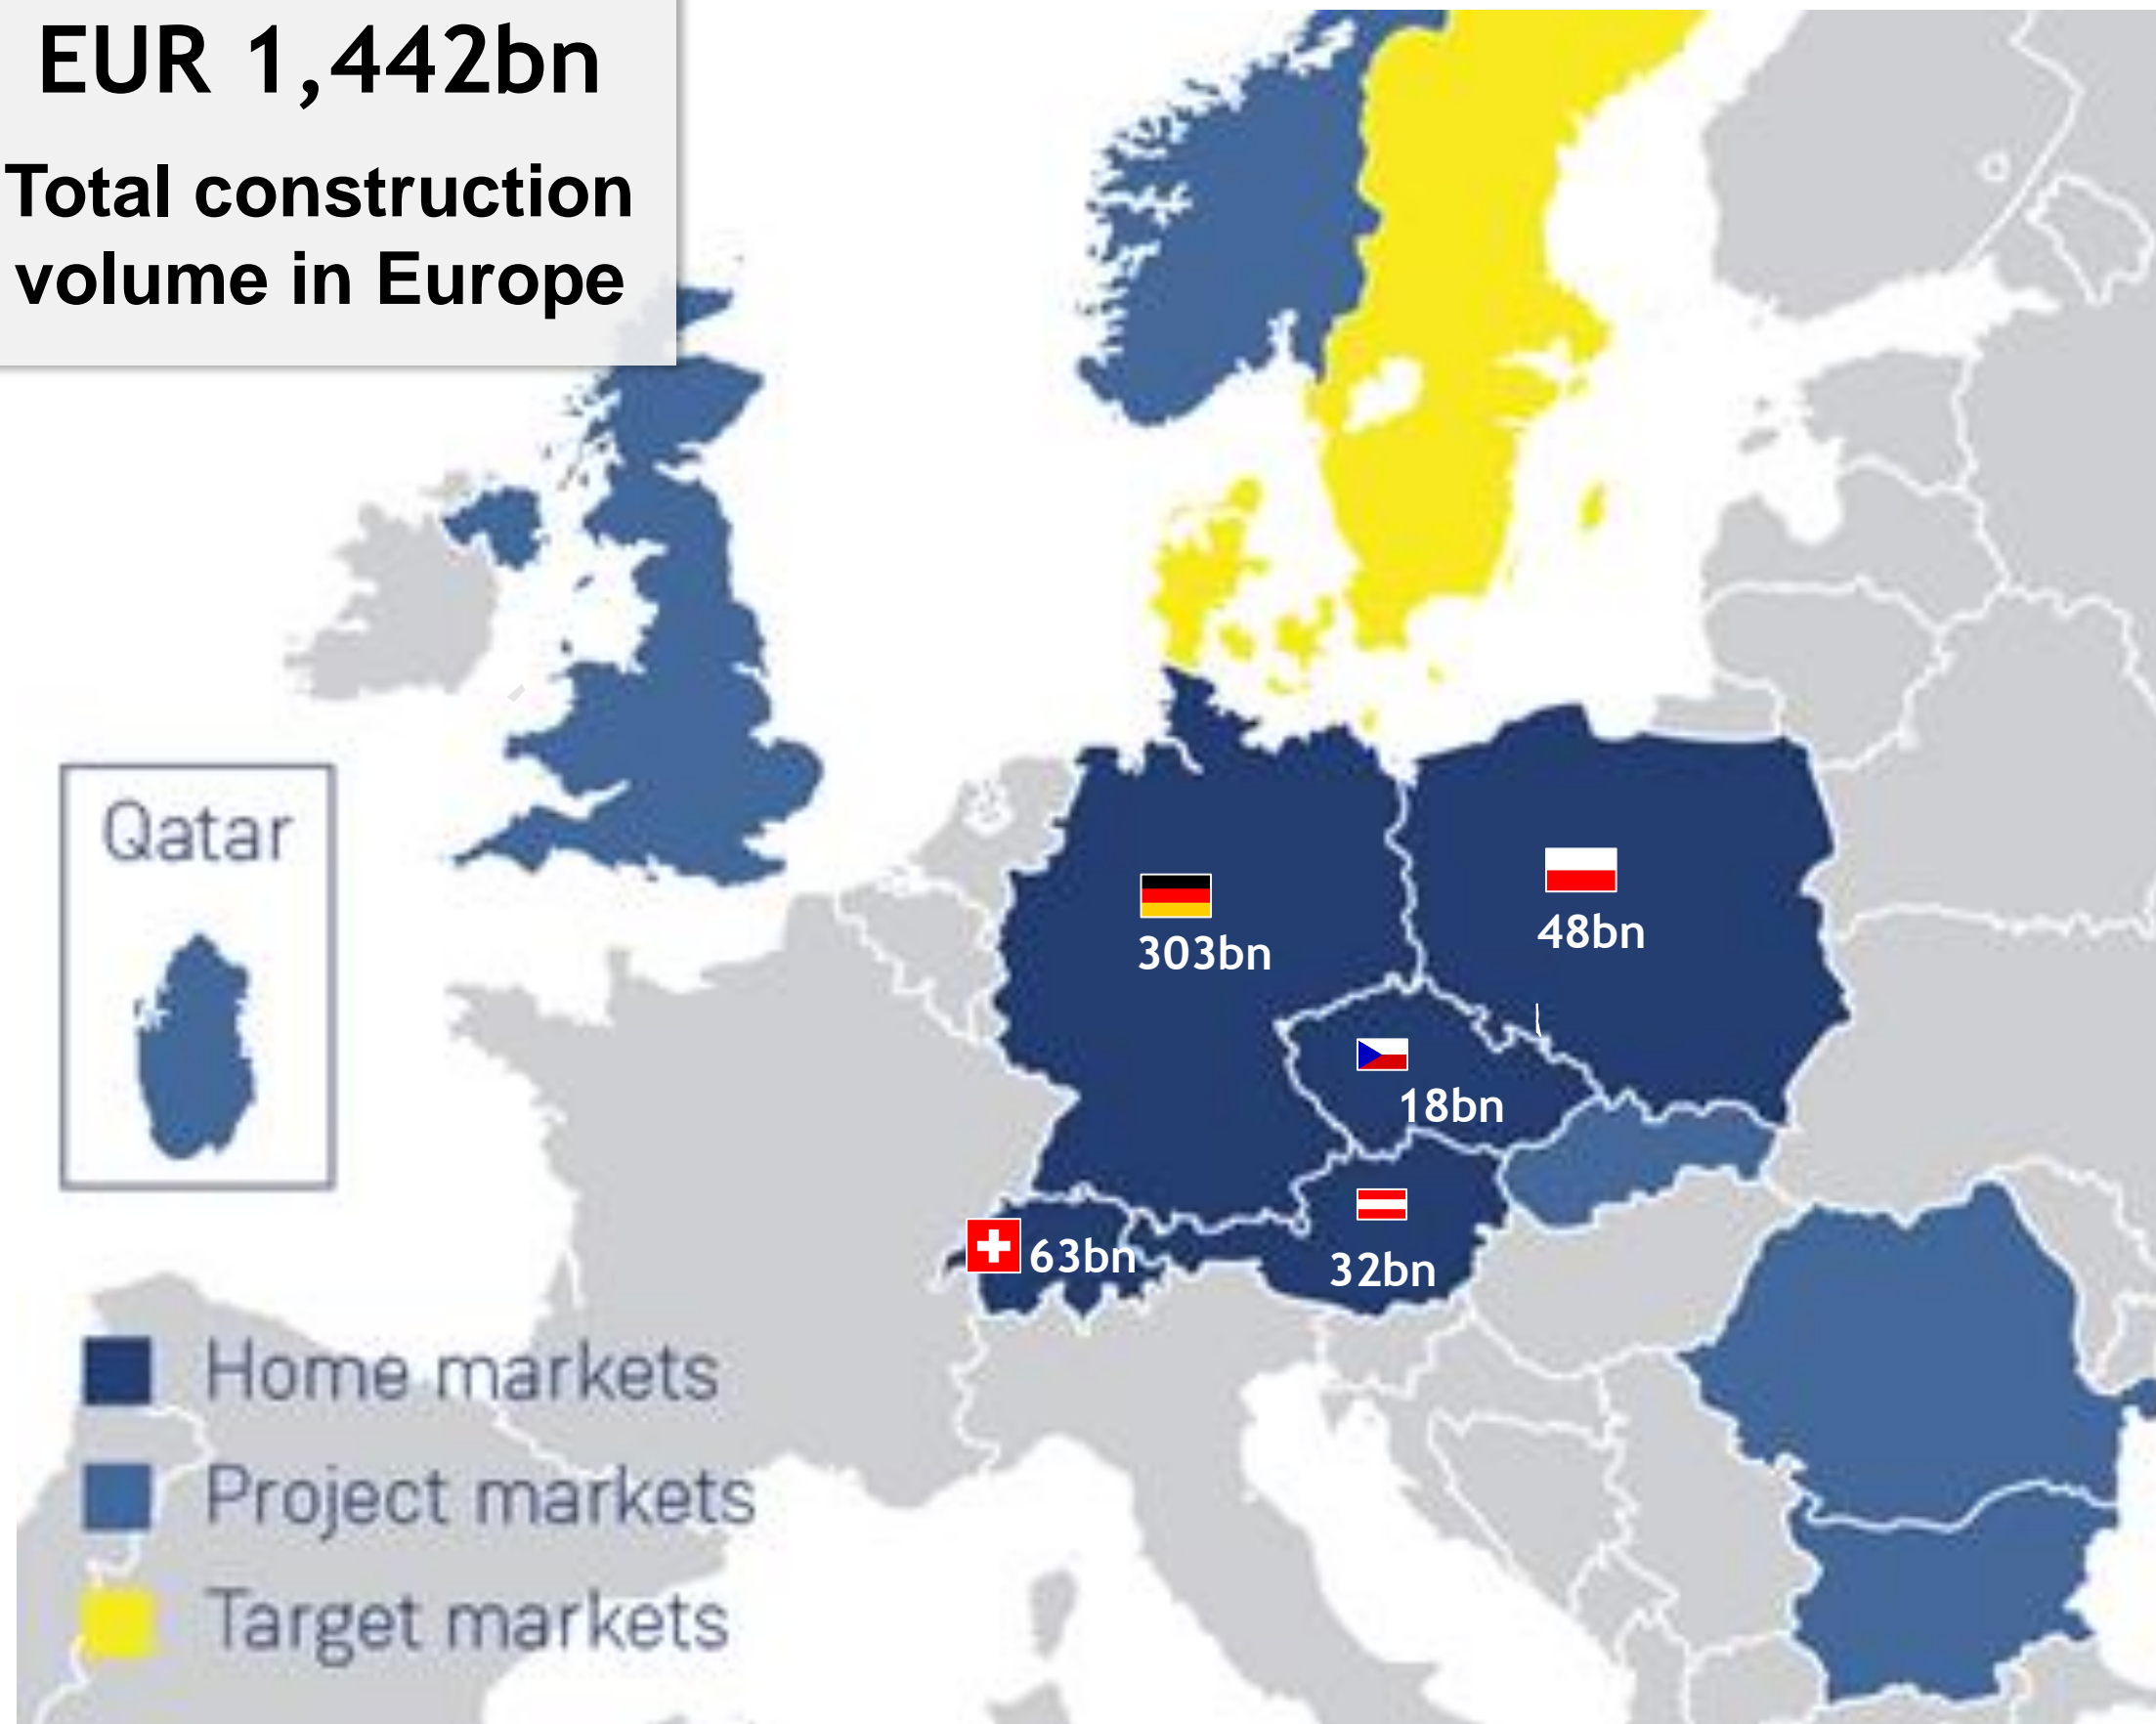 EUR 1,442bn
Total construction
volume in Europe
Qatar
303bn
48bn
18bn
63bn
32bn
Home markets
Project markets
Target markets